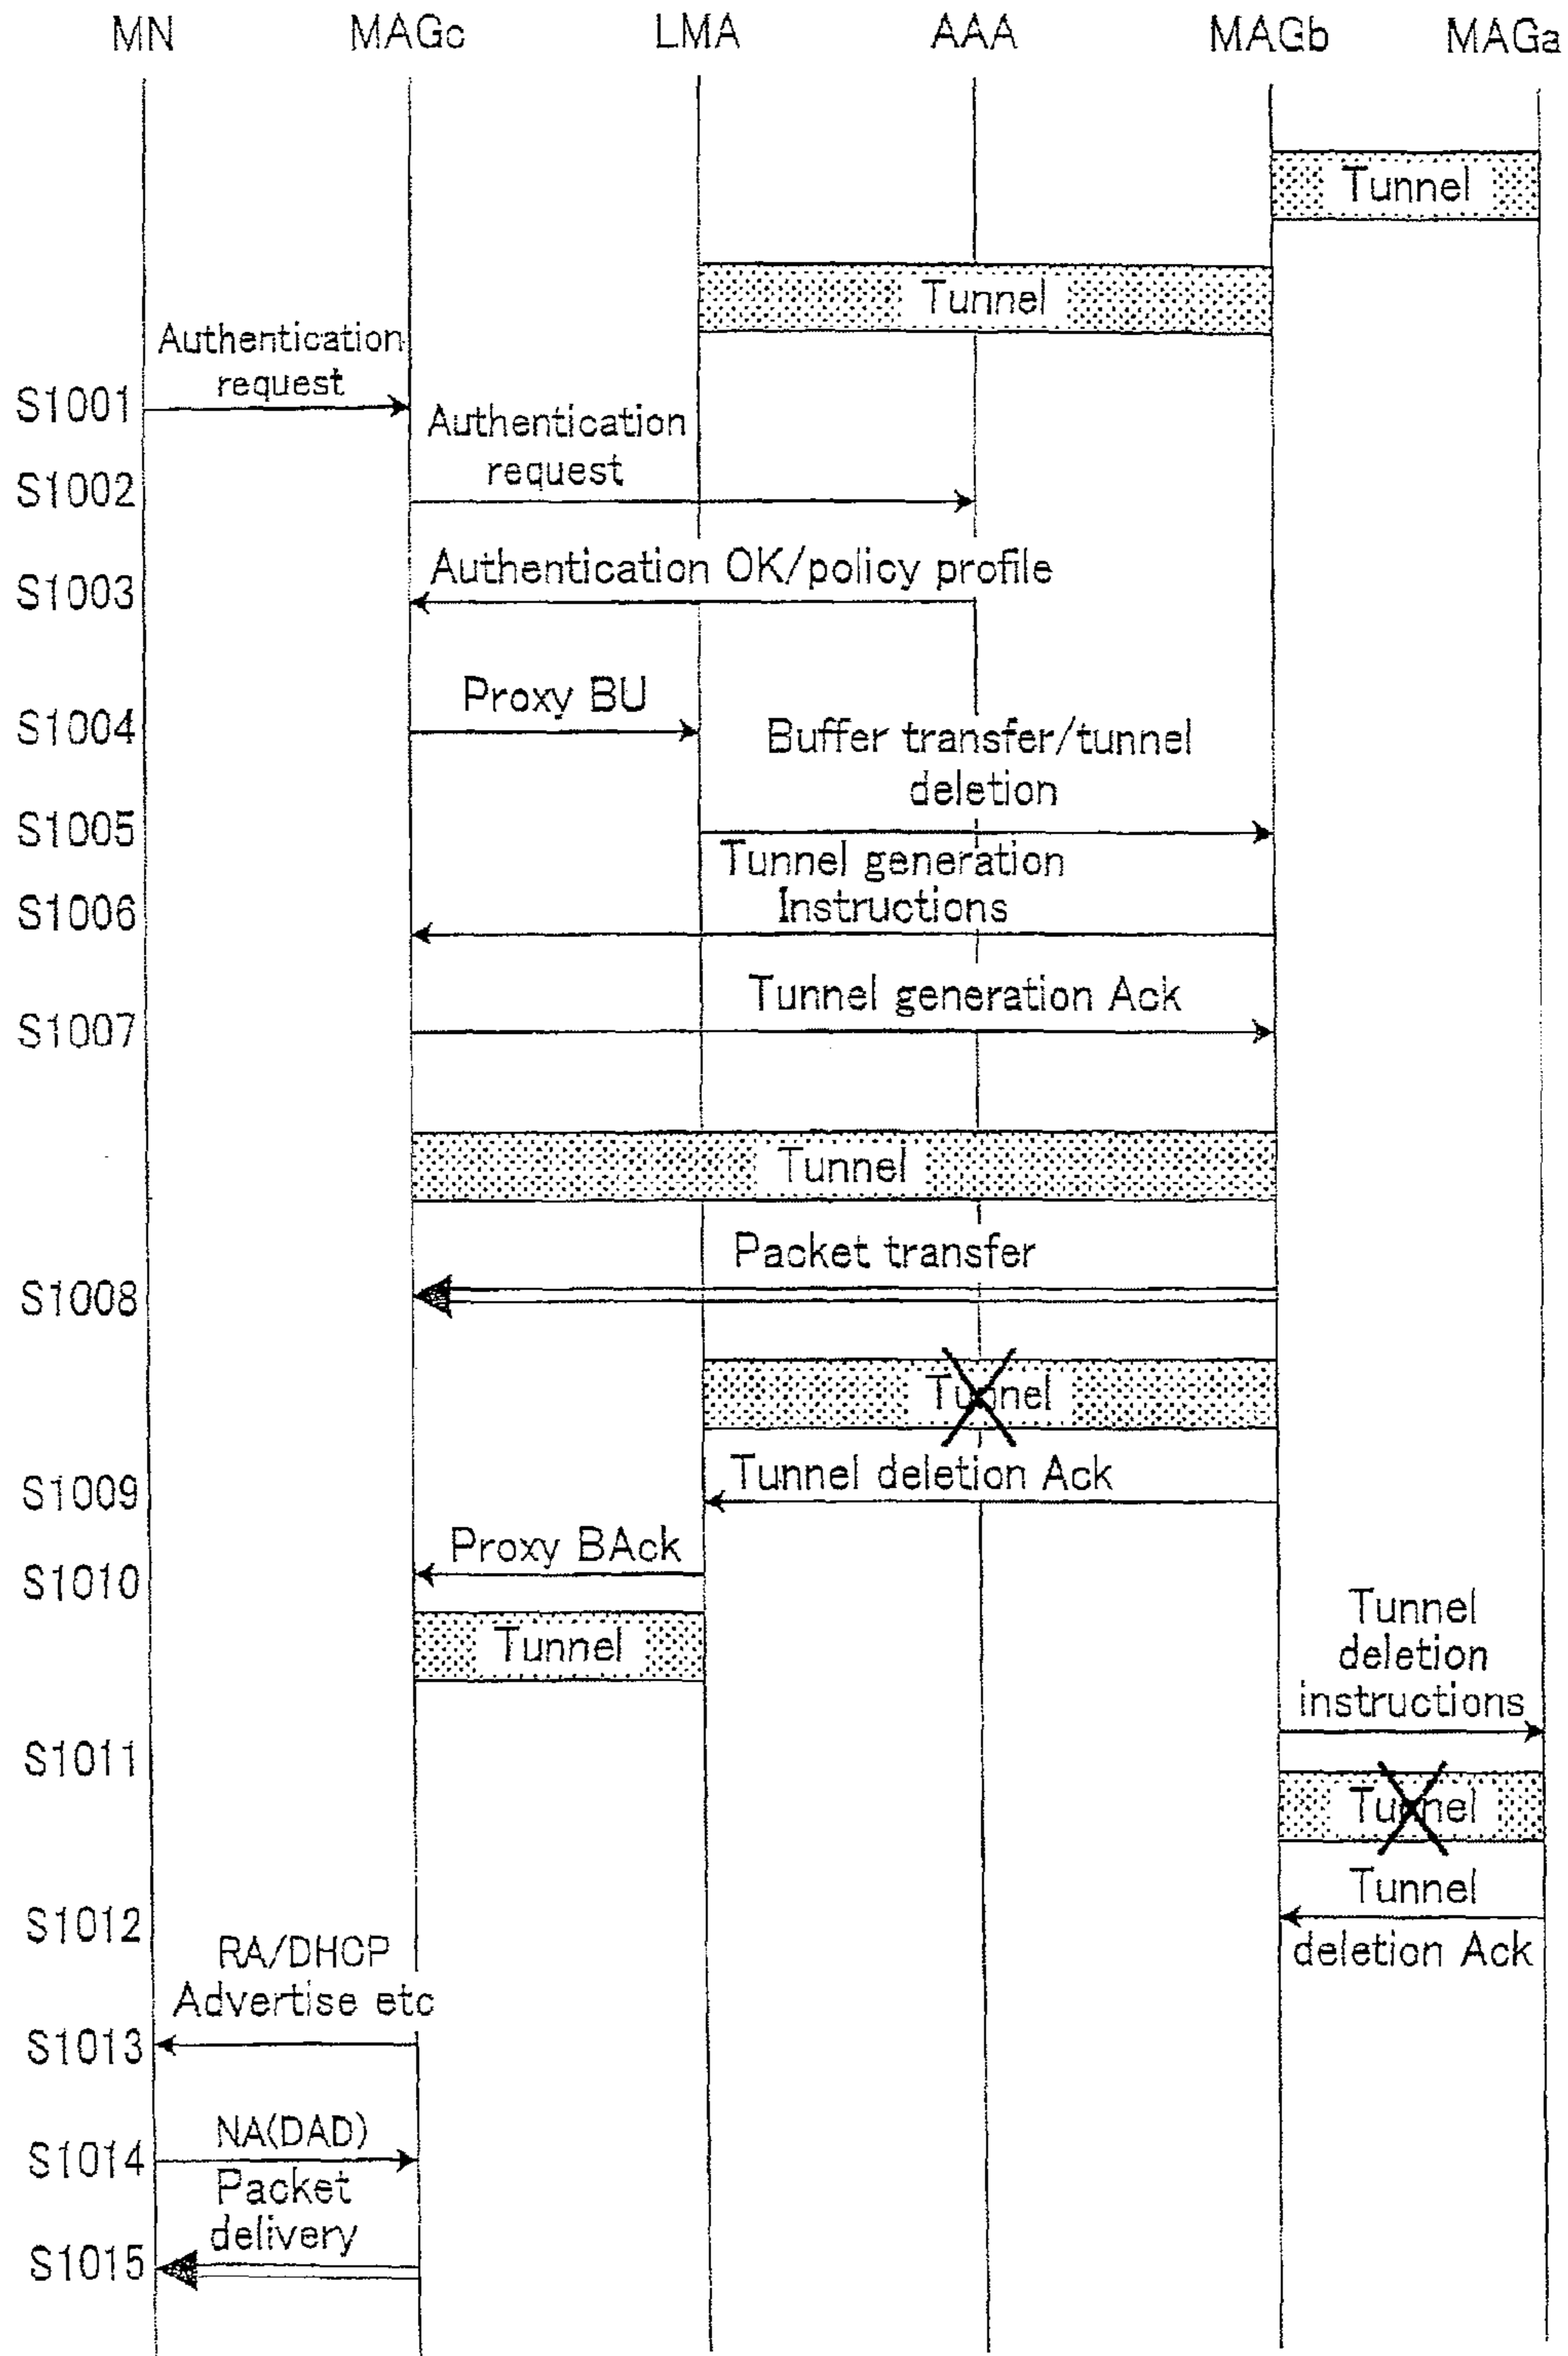 MN MAGc LMA AAA MAGb MAGa
Tunnel
Tunnel
Authentication
request
S1001
Authentication
request
S1002
Authentication OK/policy profile
S1003
Proxy BU
S1004
Buffer transfer/tunnel
deletion
S1005
Tunnel generation
Instructions
S1006
Tunnel generation Ack
S1007
Tunnel
Packet transfer
S1008
Tunnel
Tunnel deletion Ack
S1009
Proxy BAck
S1010
Tunnel
Tunnel
deletion
instructions
S1011
Tunnel
Tunnel
deletion Ack
S1012
RA/DHCP
Advertise etc
S1013
NA(DAD)
S1014
Packet
delivery
S1015